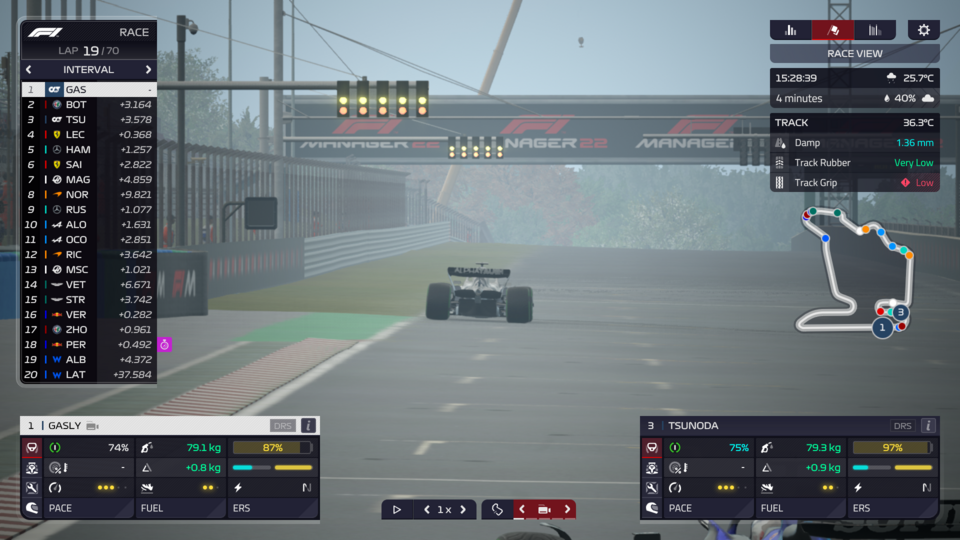 F1 RACE
LAP 19/70
INTERVAL
1 GAS -
2 BOT +3.164
3 TSU +3.578
4 LEC +0.368
5 HAM +1.257
6 SAI +2.822
7 MAG +4.859
8 NOR +9.821
9 RUS +1.077
10 ALO +1.631
11 OCO +2.851
12 RIC +3.642
13 MSC +1.021
14 VET +6.671
15 STR +3.742
16 VER +0.282
17 ZHO +0.961
18 PER +0.492
19 ALB +4.372
20 LAT +37.584
RACE VIEW
15:28:39 25.7°C
4 minutes 40%
TRACK 36.3°C
Damp 1.36 mm
Track Rubber Very Low
Track Grip Low
3
1
MANAGER 22
NAGER 22
MANAGE
1 GASLY DRS i
74% 79.1 kg 87%
- +0.8 kg
N
PACE FUEL ERS
1x
3 TSUNODA DRS i
75% 79.3 kg 97%
- +0.9 kg
N
PACE FUEL ERS